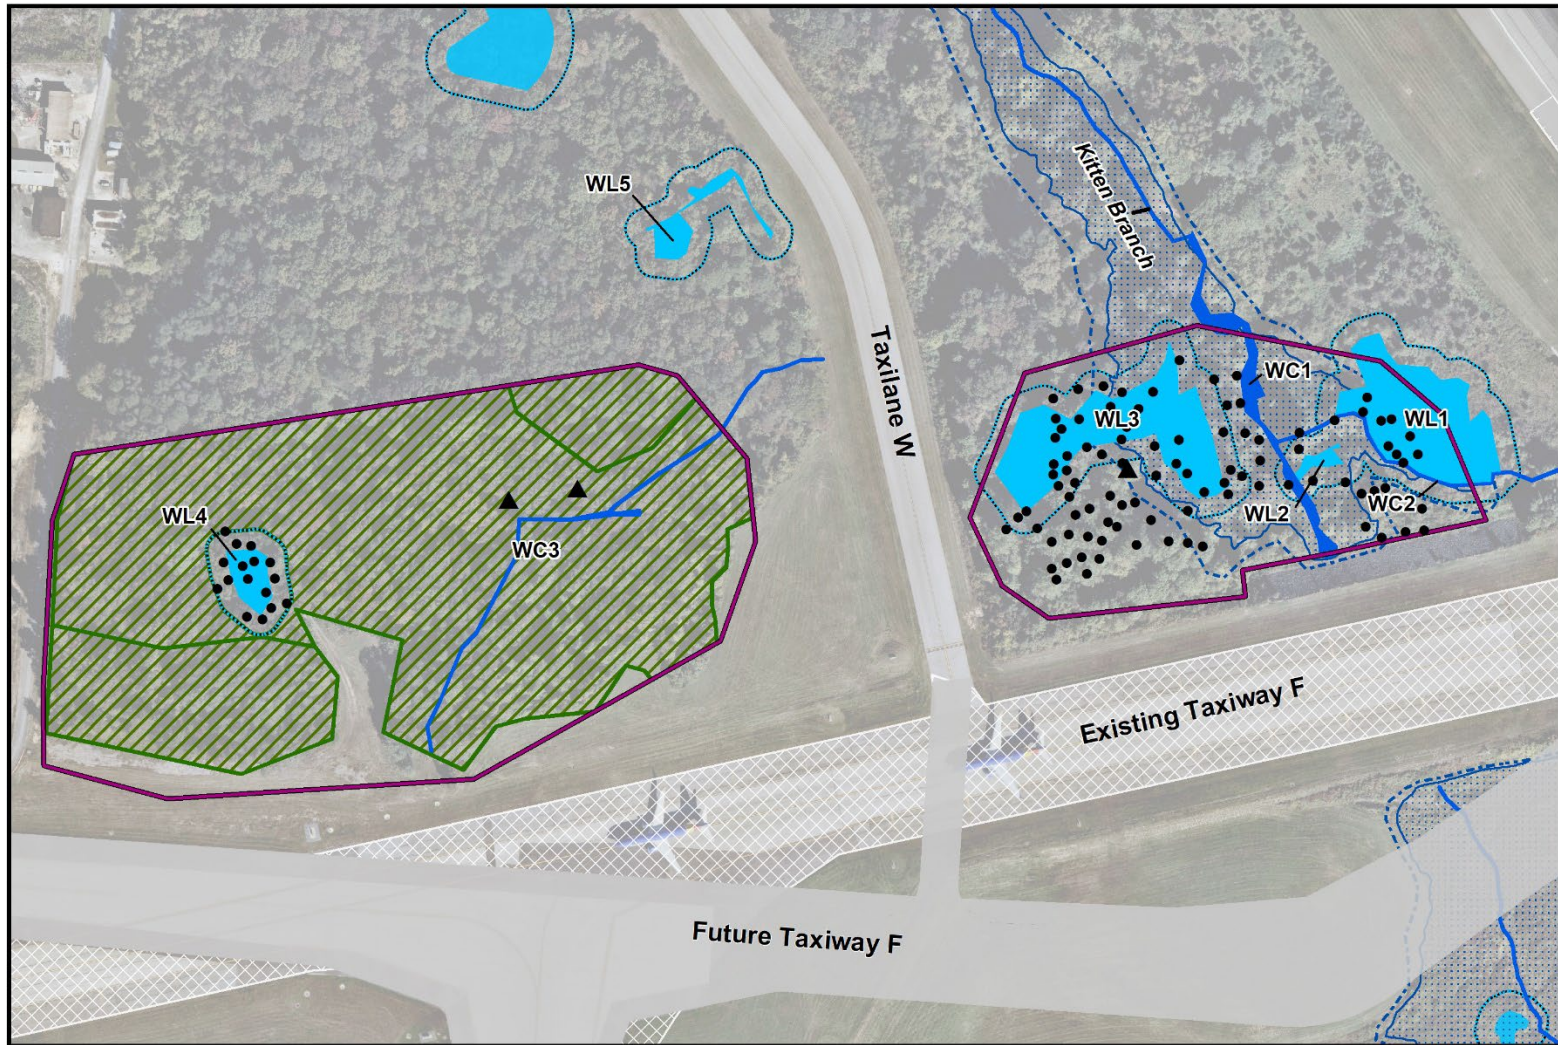 WL5
Kitten Branch
Taxilane W
WC1
WL3
WL1
WL4
WL2
WC2
WC3
Existing Taxiway F
Future Taxiway F